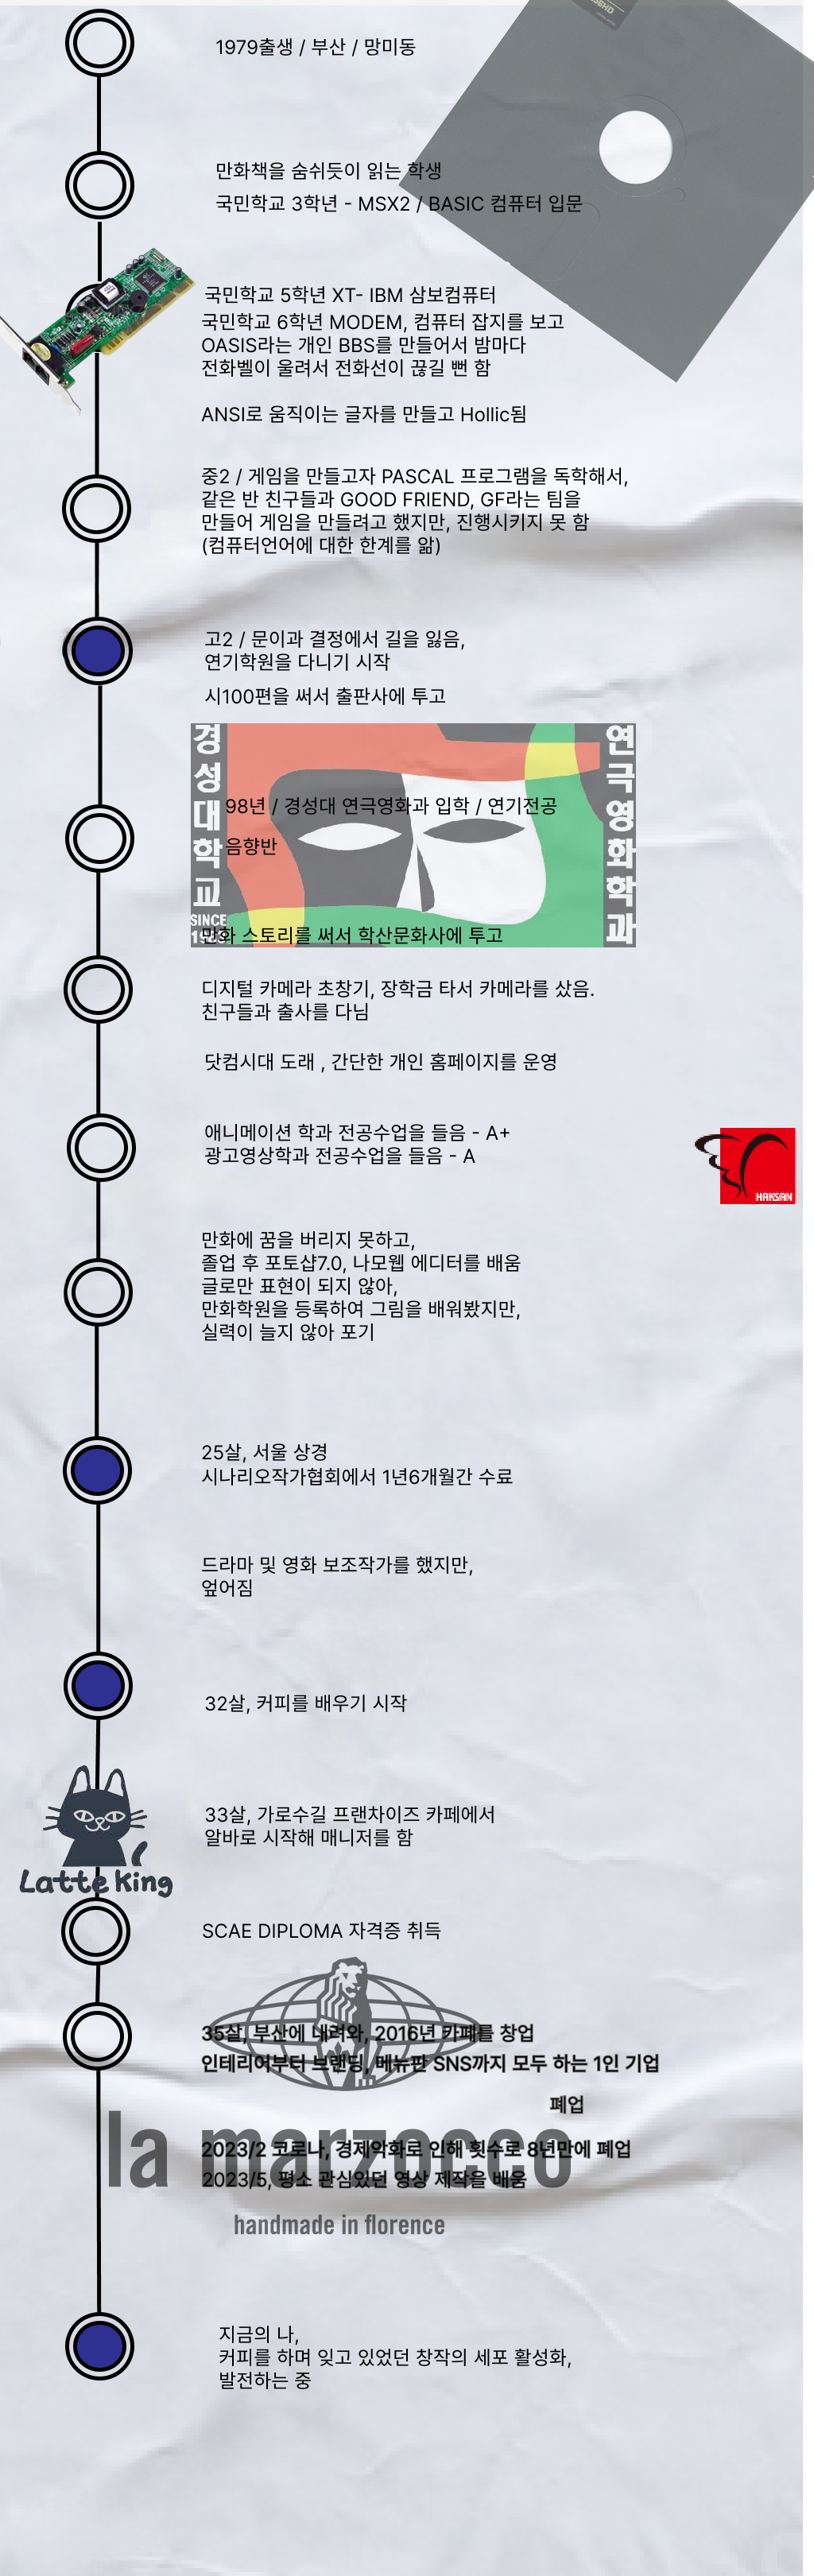 1979출생 / 부산 / 망미동
만화책을 숨쉬듯이 읽는 학생
국민학교 3학년 - MSX2 / BASIC 컴퓨터 입문
국민학교 5학년 XT- IBM 삼보컴퓨터
국민학교 6학년 MODEM, 컴퓨터 잡지를 보고
OASIS라는 개인 BBS를 만들어서 밤마다
전화벨이 울려서 전화선이 끊길 뻔 함
ANSI로 움직이는 글자를 만들고 Hollic됨
중2 / 게임을 만들고자 PASCAL 프로그램을 독학해서,
같은 반 친구들과 GOOD FRIEND, GF라는 팀을
만들어 게임을 만들려고 했지만, 진행시키지 못 함
(컴퓨터언어에 대한 한계를 앎)
고2 / 문이과 결정에서 길을 잃음,
연기학원을 다니기 시작
시100편을 써서 출판사에 투고
경성대학교
SINCE
연극영화학과
98년 / 경성대 연극영화과 입학 / 연기전공
음향반
만화 스토리를 써서 학산문화사에 투고
디지털 카메라 초창기, 장학금 타서 카메라를 샀음.
친구들과 출사를 다님
닷컴시대 도래 , 간단한 개인 홈페이지를 운영
애니메이션 학과 전공수업을 들음 - A+
광고영상학과 전공수업을 들음 - A
HAKSAN
만화에 꿈을 버리지 못하고,
졸업 후 포토샵7.0, 나모웹 에디터를 배움
글로만 표현이 되지 않아,
만화학원을 등록하여 그림을 배워봤지만,
실력이 늘지 않아 포기
25살, 서울 상경
시나리오작가협회에서 1년6개월간 수료
드라마 및 영화 보조작가를 했지만,
엎어짐
32살, 커피를 배우기 시작
33살, 가로수길 프랜차이즈 카페에서
알바로 시작해 매니저를 함
Latte king
SCAE DIPLOMA 자격증 취득
35살, 부산에 내려와, 2016년 카페를 창업
인테리어부터 브랜딩, 메뉴판 SNS까지 모두 하는 1인 기업
폐업
la marzocco
2023/2 코로나, 경제악화로 인해 횟수로 8년만에 폐업
2023/5, 평소 관심있던 영상 제작을 배움
handmade in florence
지금의 나,
커피를 하며 잊고 있었던 창작의 세포 활성화,
발전하는 중